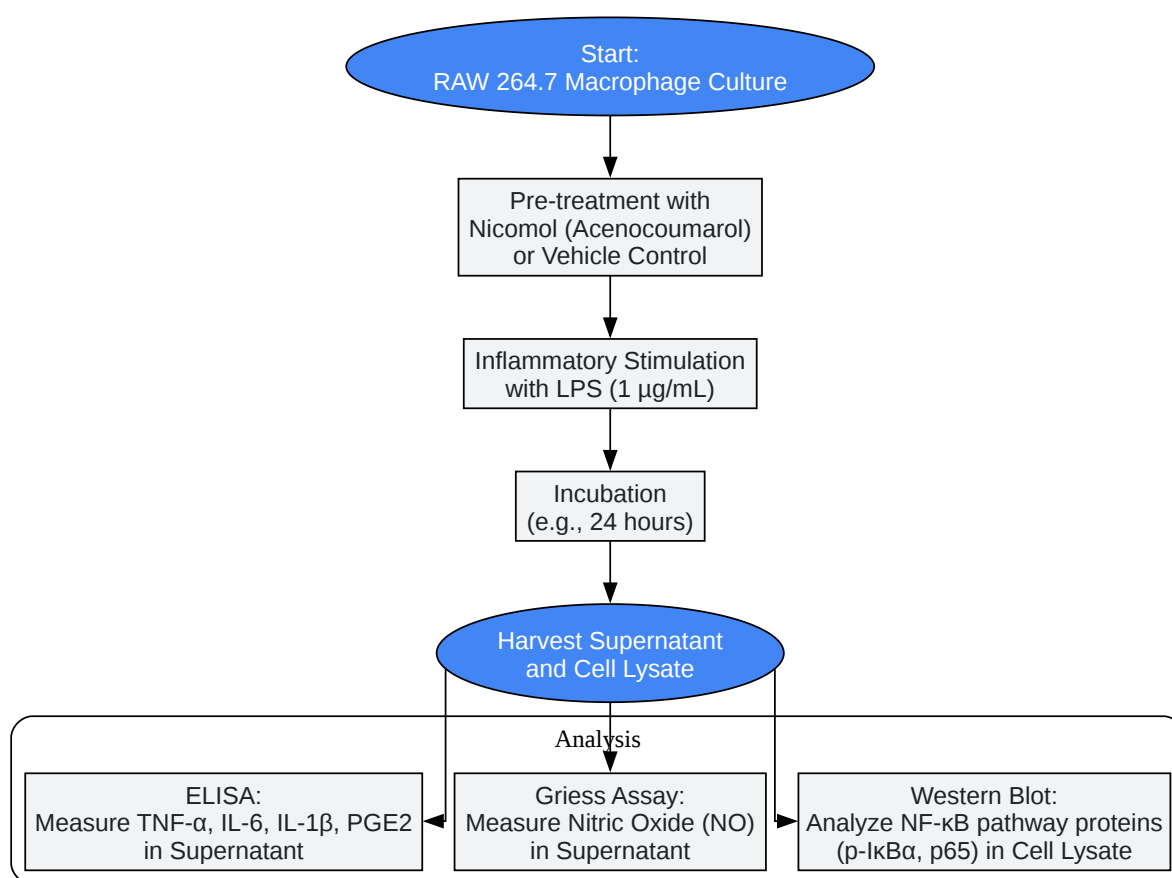 Start:
RAW 264.7 Macrophage Culture
Pre-treatment with
Nicomol (Acenocoumarol)
or Vehicle Control
Inflammatory Stimulation
with LPS (1 µg/mL)
Incubation
(e.g., 24 hours)
Harvest Supernatant
and Cell Lysate
Analysis
ELISA:
Measure TNF-α, IL-6, IL-1β, PGE2
in Supernatant
Griess Assay:
Measure Nitric Oxide (NO)
in Supernatant
Western Blot:
Analyze NF-κB pathway proteins
(p-IκBα, p65) in Cell Lysate